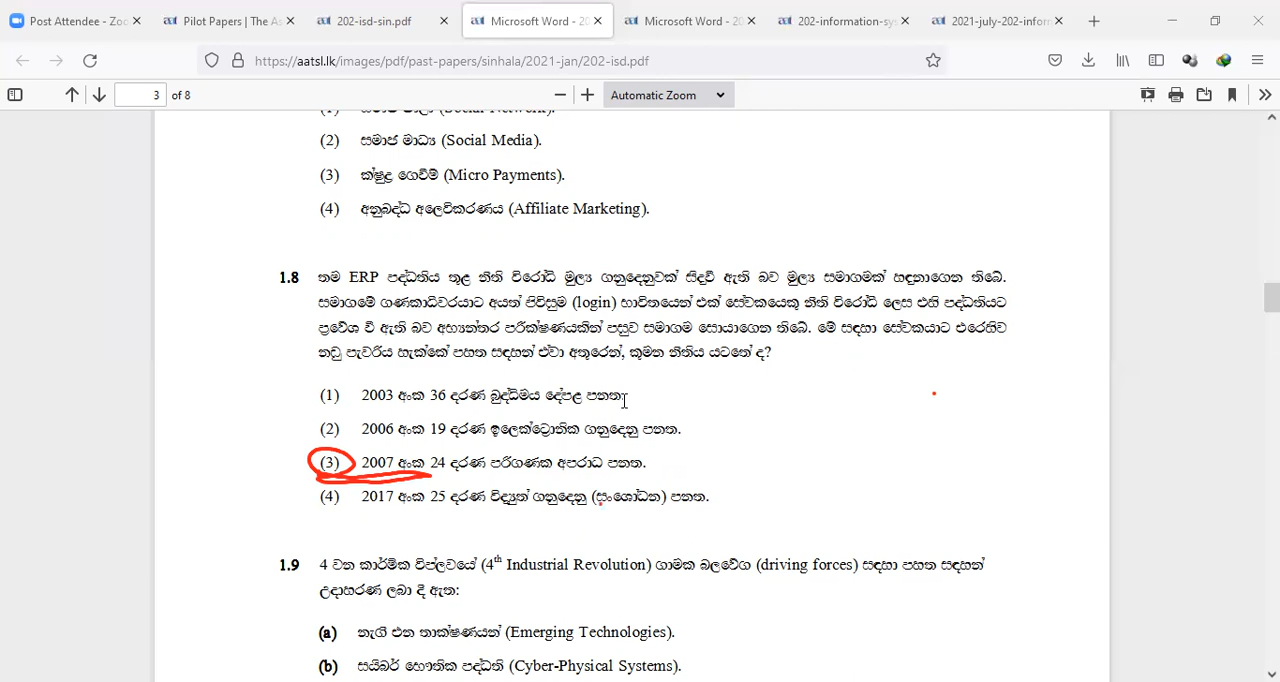 Post Attendee - Zoo
Pilot Papers | The As
202-isd-sin.pdf
Microsoft Word - 20
Microsoft Word - 20
202-information-sy
2021-july-202-infor
https://aatsl.lk/images/pdf/past-papers/sinhala/2021-jan/202-isd.pdf
3 of 8
Automatic Zoom
(1) සමාජ ජාල (Social Network).
(2) සමාජ මාධ්‍ය (Social Media).
(3) ක්ෂුද්‍ර ගෙවීම් (Micro Payments).
(4) අනුබද්ධ අලෙවිකරණය (Affiliate Marketing).
1.8 තම ERP පද්ධතිය තුළ නීති විරෝධි මූල්‍ය ගනුදෙනුවක් සිදුවී ඇති බව මූල්‍ය සමාගමක් හඳුනාගෙන තිබේ.
සමාගමේ ගණකාධිවරයාට අයත් පිවිසුම (login) භාවිතයෙන් එක් සේවකයෙකු නීති විරෝධී ලෙස එහි පද්ධතියට
ප්‍රවේශ වී ඇති බව අභ්‍යන්තර පරීක්ෂණයකින් පසුව සමාගම සොයාගෙන තිබේ. මේ සඳහා සේවකයාට එරෙහිව
නඩු පැවරිය හැක්කේ පහත සඳහන් ඒවා අතුරෙන්, කුමන නීතිය යටතේ ද?
(1) 2003 අංක 36 දරණ බුද්ධිමය දේපළ පනත.
(2) 2006 අංක 19 දරණ ඉලෙක්ට්‍රොනික ගනුදෙනු පනත.
(3) 2007 අංක 24 දරණ පරිගණක අපරාධ පනත.
(4) 2017 අංක 25 දරණ විද්‍යුත් ගනුදෙනු (සංශෝධන) පනත.
1.9 4 වන කාර්මික විප්ලවයේ (4th Industrial Revolution) ගාමක බලවේග (driving forces) සඳහා පහත සඳහන්
උදාහරණ ලබා දී ඇත:
(a) නැගී එන තාක්ෂණයන් (Emerging Technologies).
(b) සයිබර් භෞතික පද්ධති (Cyber-Physical Systems).